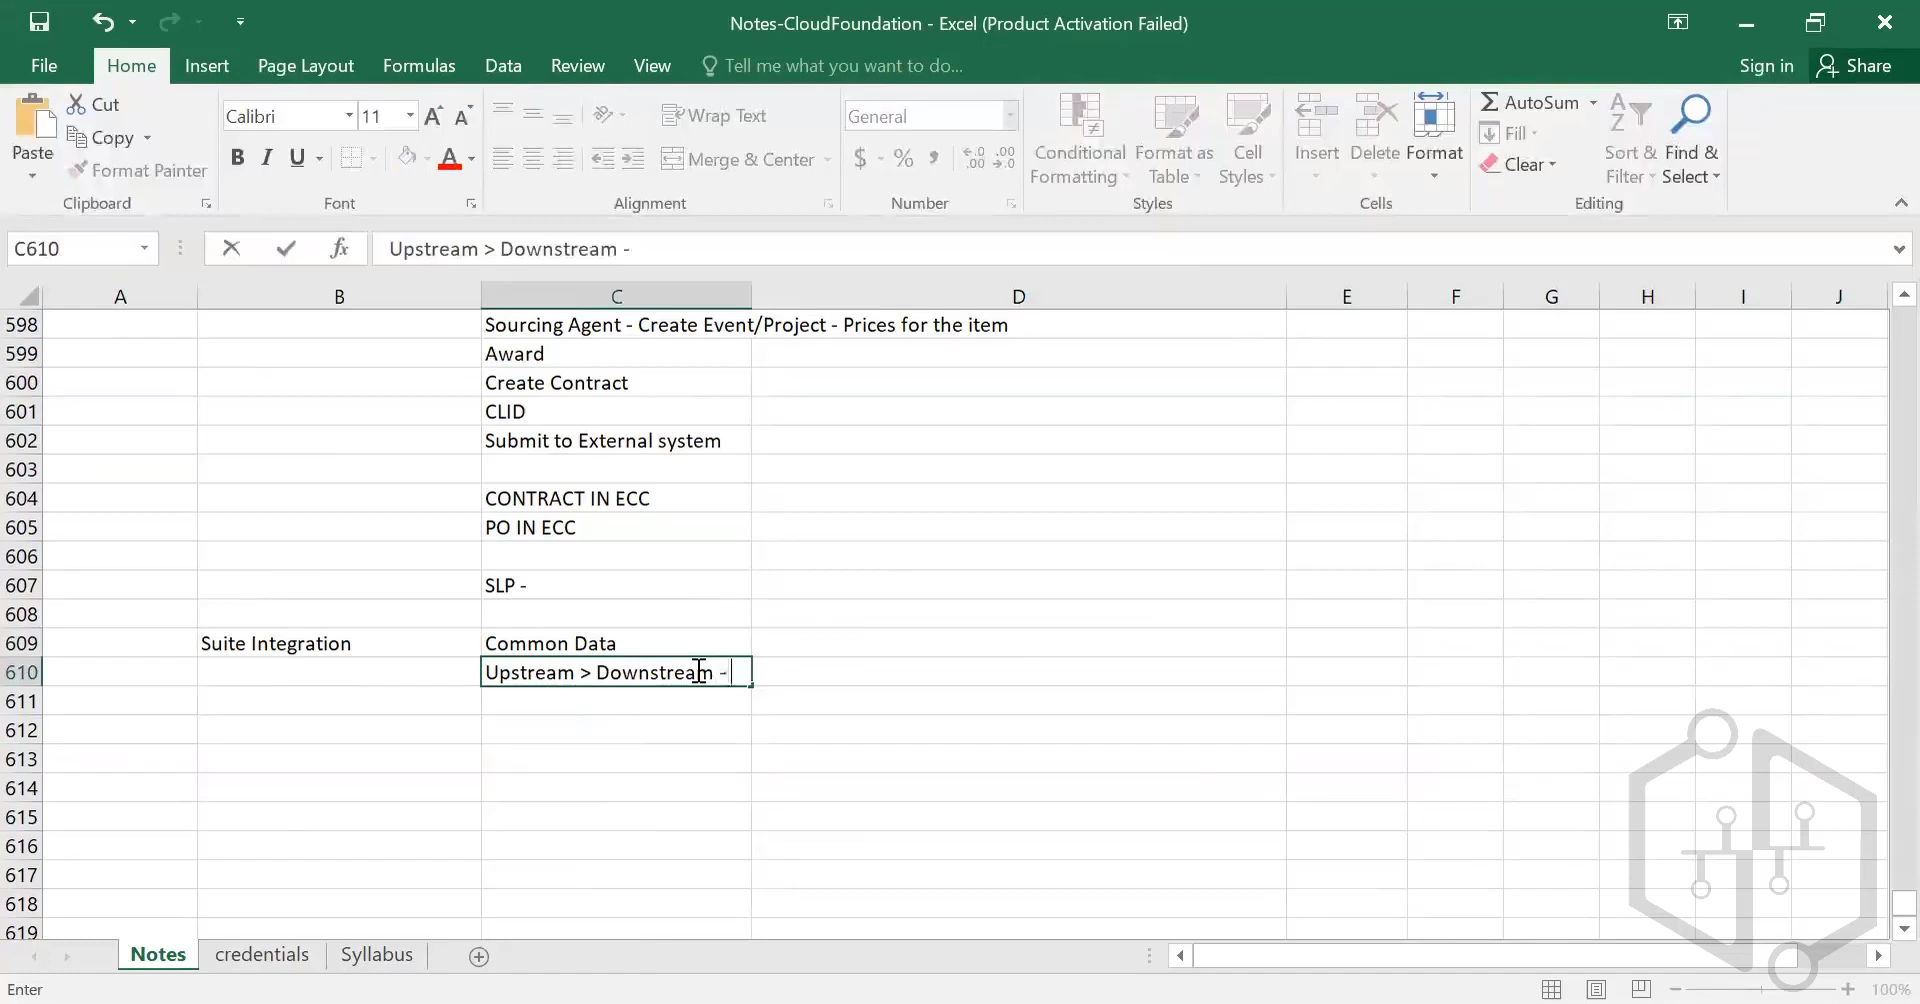 Notes-CloudFoundation - Excel (Product Activation Failed)
File Home Insert Page Layout Formulas Data Review View Tell me what you want to do... Sign in Share
Paste
Cut
Copy
Format Painter
Clipboard
Calibri 11
B I U
Font
Wrap Text
Merge & Center
Alignment
General
$ % ,
Number
Conditional Formatting
Format as Table
Cell Styles
Styles
Insert
Delete
Format
Cells
AutoSum
Fill
Clear
Sort & Filter
Find & Select
Editing
C610 fx Upstream > Downstream -
A B C D E F G H I J
598 Sourcing Agent - Create Event/Project - Prices for the item
599 Award
600 Create Contract
601 CLID
602 Submit to External system
603
604 CONTRACT IN ECC
605 PO IN ECC
606
607 SLP -
608
609 Suite Integration Common Data
610 Upstream > Downstream -
611
612
613
614
615
616
617
618
619
Notes credentials Syllabus
Enter 100%